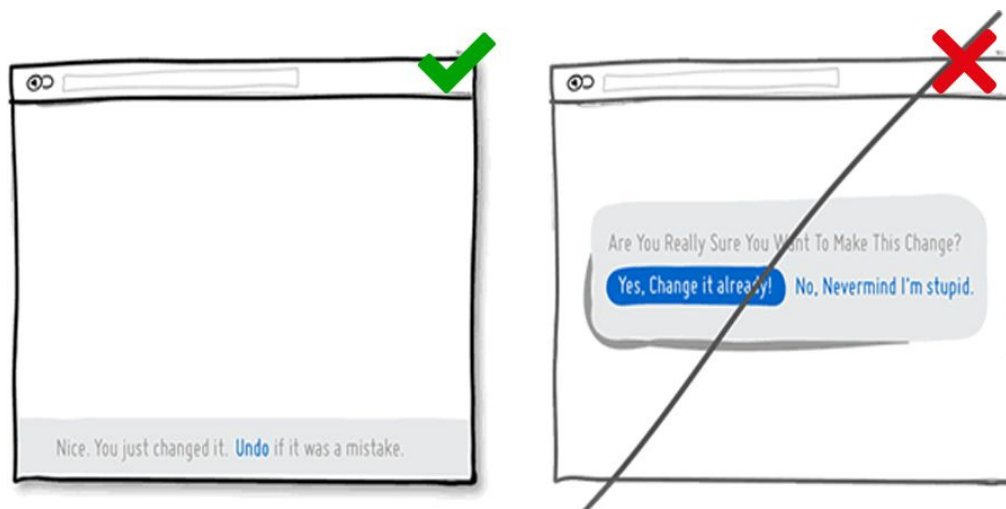 Nice. You just changed it. Undo if it was a mistake.
Are You Really Sure You Want To Make This Change?
Yes, Change it already!
No, Nevermind I'm stupid.